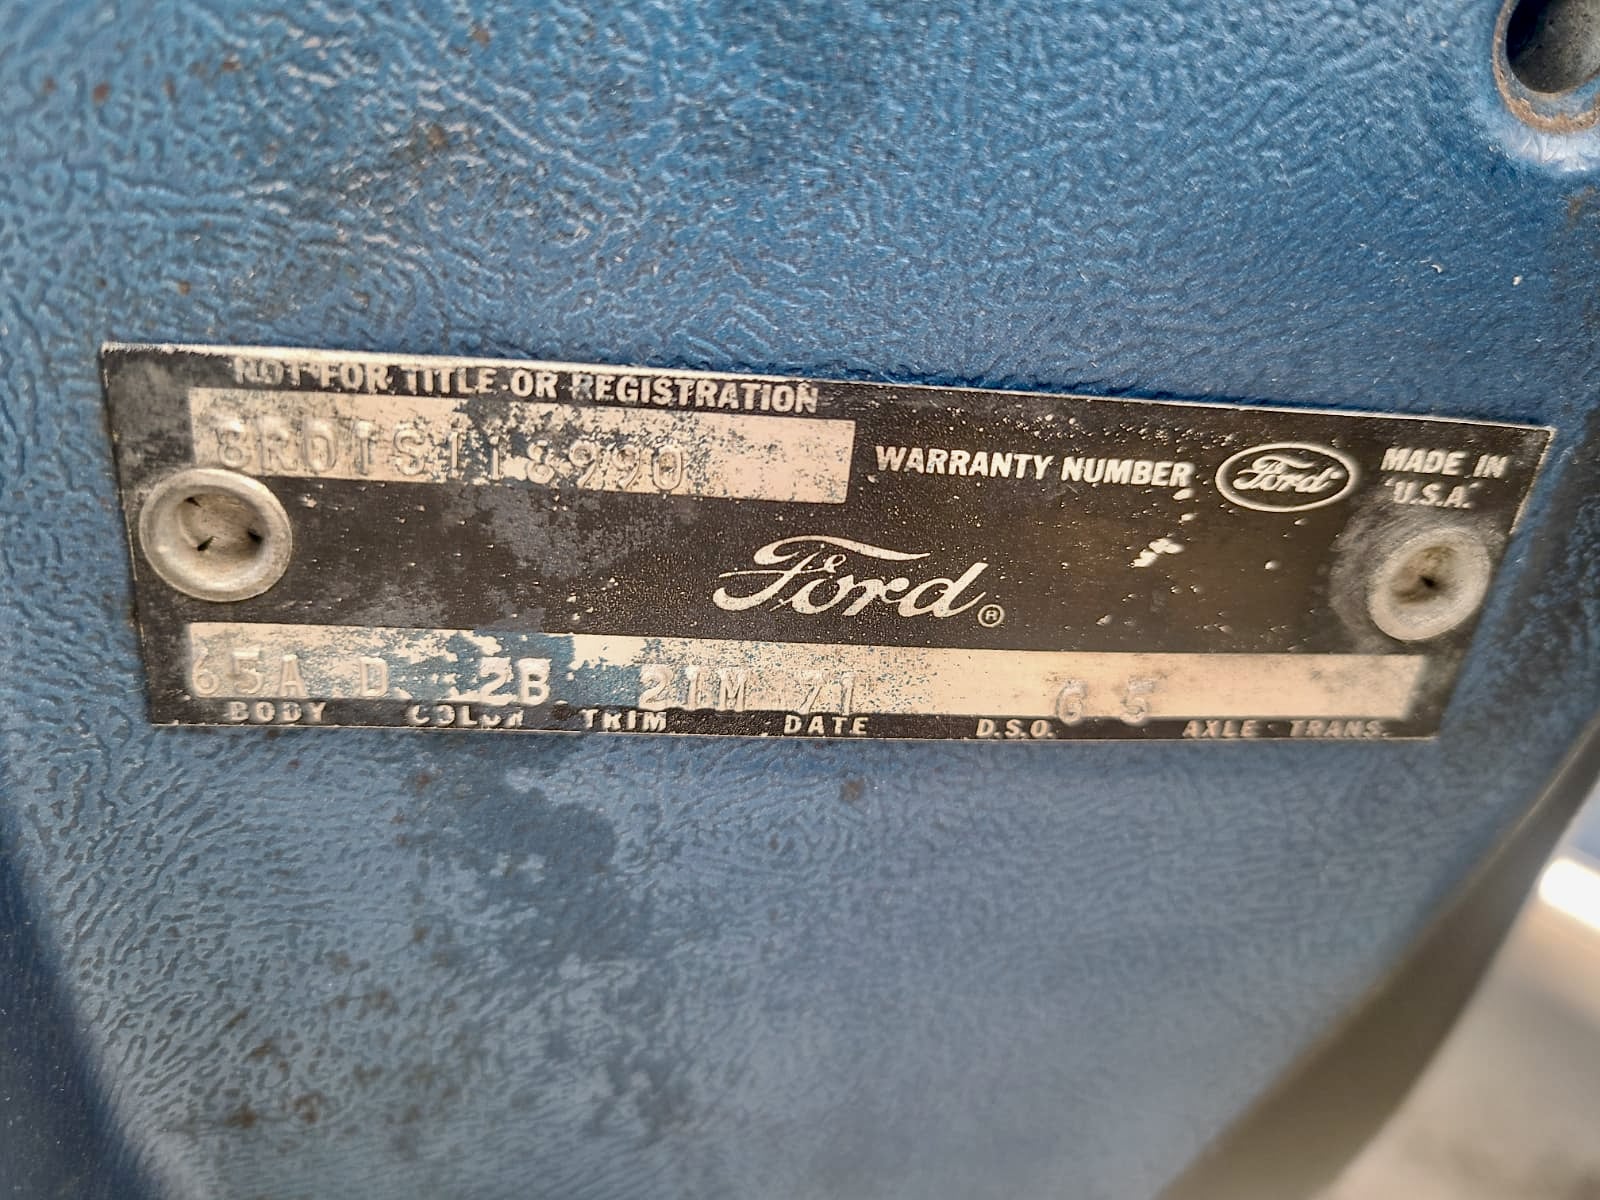 NOT FOR TITLE OR REGISTRATION
8R01S118990
WARRANTY NUMBER
Ford
MADE IN
U.S.A.
Ford®
65A D 2B 21M 71 6 5
BODY COLOR TRIM DATE D.S.O. AXLE TRANS.